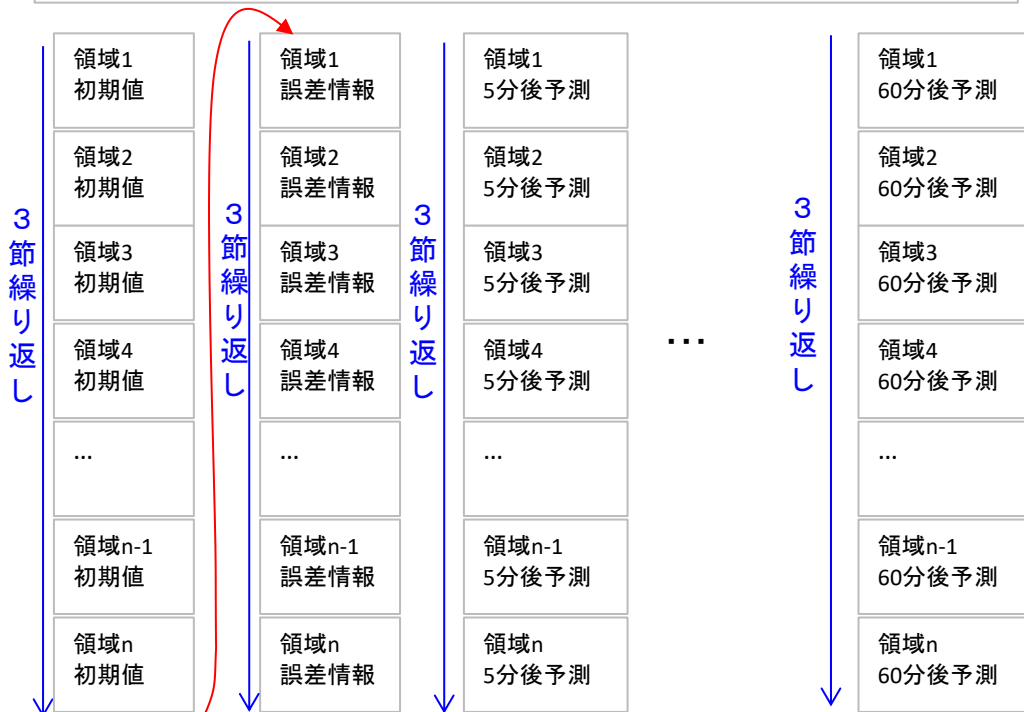 3節繰り返し
領域1
初期値
領域2
初期値
領域3
初期値
領域4
初期値
...
領域n-1
初期値
領域n
初期値
3節繰り返し
領域1
誤差情報
領域2
誤差情報
領域3
誤差情報
領域4
誤差情報
...
領域n-1
誤差情報
領域n
誤差情報
3節繰り返し
領域1
5分後予測
領域2
5分後予測
領域3
5分後予測
領域4
5分後予測
...
領域n-1
5分後予測
領域n
5分後予測
...
3節繰り返し
領域1
60分後予測
領域2
60分後予測
領域3
60分後予測
領域4
60分後予測
...
領域n-1
60分後予測
領域n
60分後予測